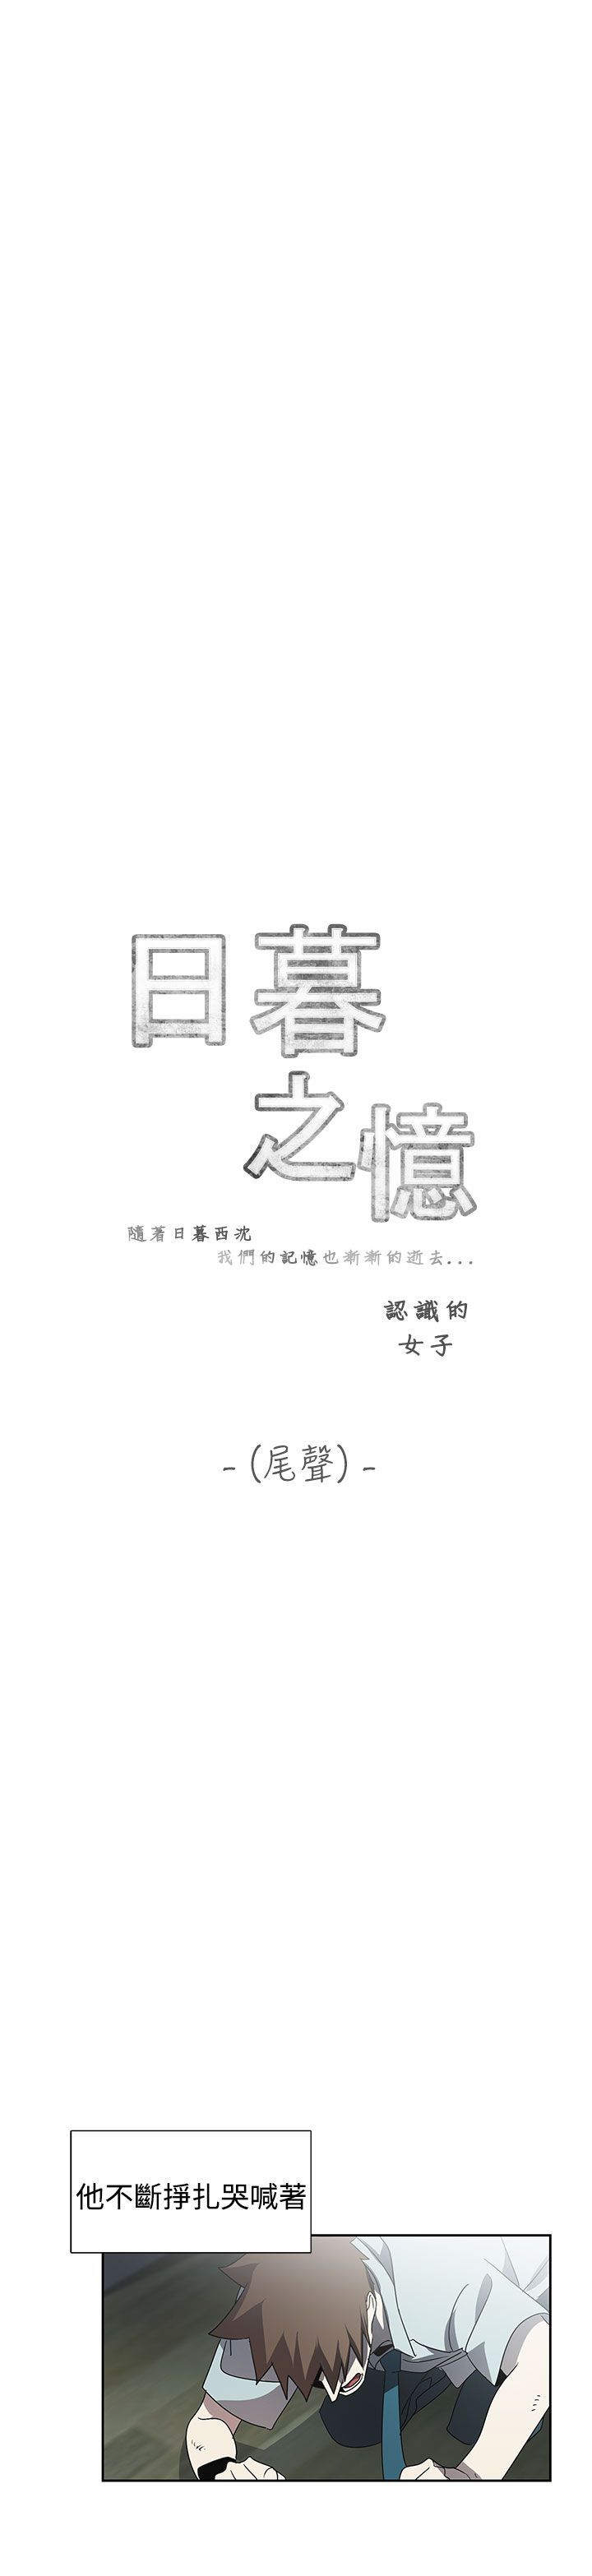 日暮
之憶
隨著日暮西沈
我們的記憶也漸漸的逝去...
認識的
女子
- (尾聲) -
他不斷掙扎哭喊著